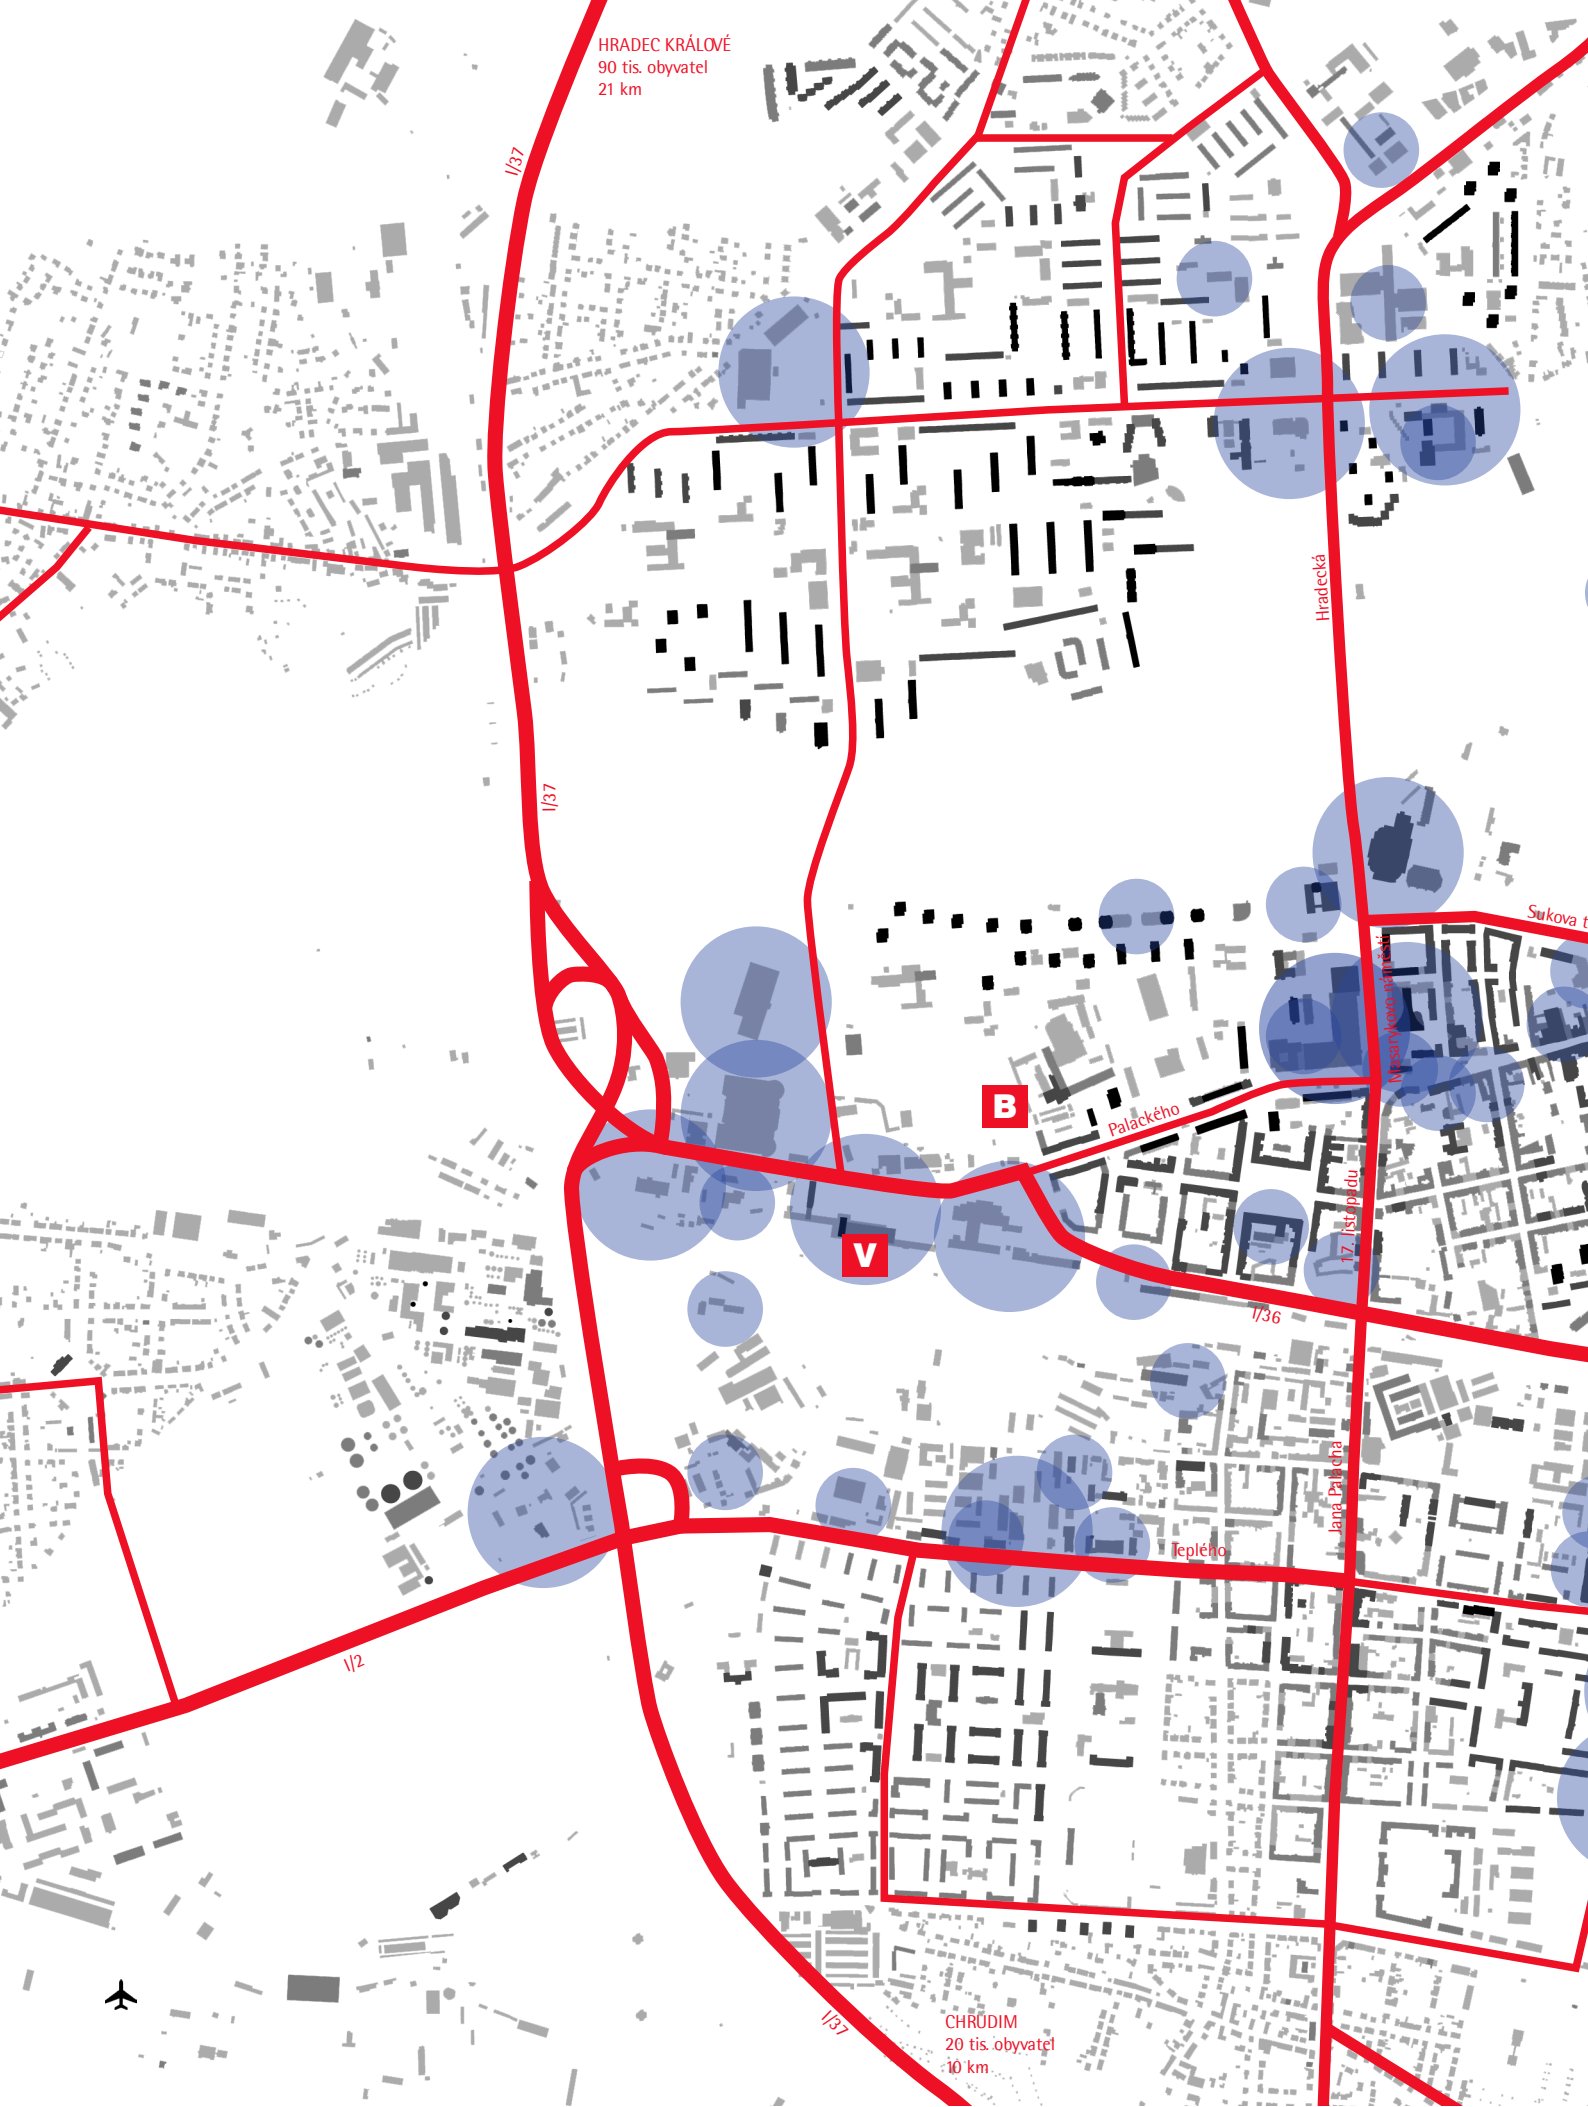 HRADEC KRÁLOVÉ
90 tis. obyvatel
21 km
I/37
Hradecká
I/37
Sukova t
Masarykovo náměstí
B
Palackého
17. listopadu
V
I/36
Jana Palacha
Teplého
I/2
I/37
CHRUDIM
20 tis. obyvatel
10 km